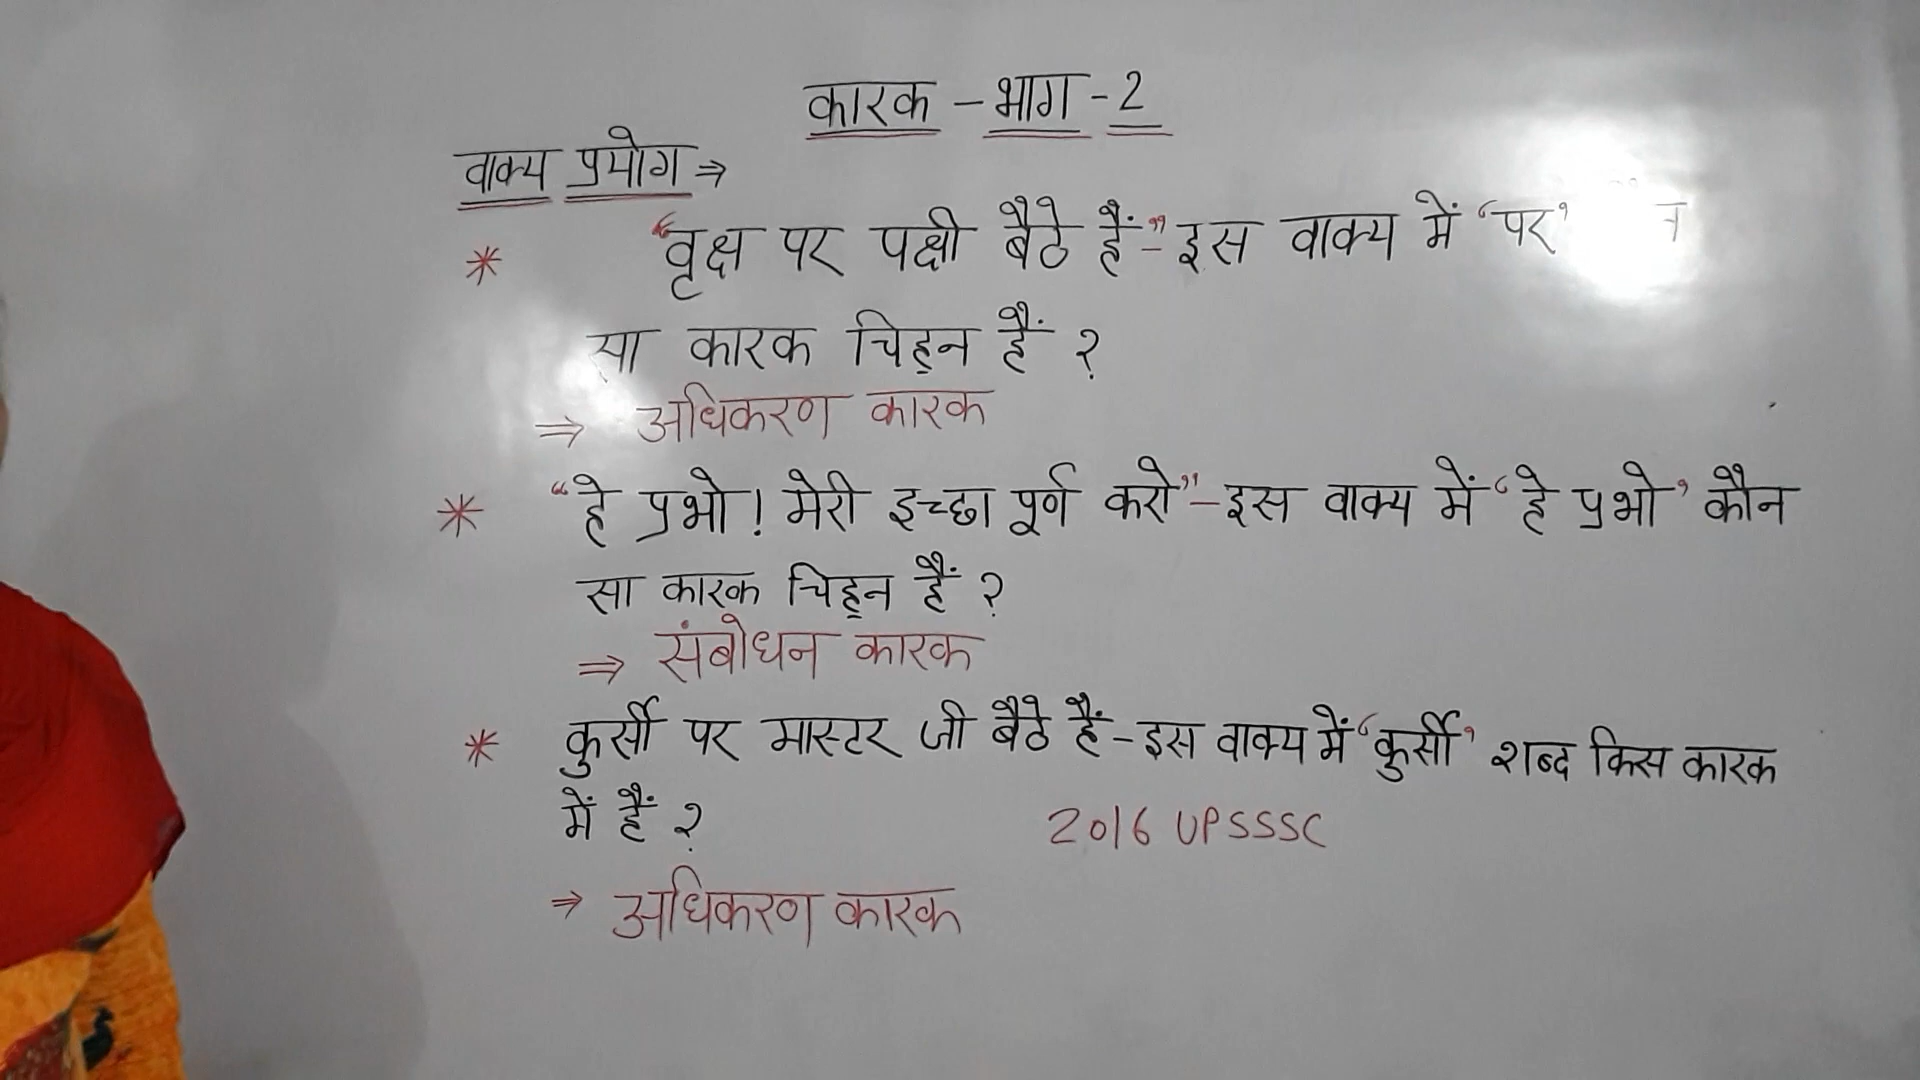 कारक - भाग - 2
वाक्य प्रयोग ⇒
* "वृक्ष पर पक्षी बैठे हैं"- इस वाक्य में 'पर'
सा कारक चिह्न हैं ?
⇒ अधिकरण कारक
* "हे प्रभो! मेरी इच्छा पूर्ण करो"- इस वाक्य में 'हे प्रभो' कौन
सा कारक चिह्न हैं ?
⇒ संबोधन कारक
* कुर्सी पर मास्टर जी बैठे हैं - इस वाक्य में 'कुर्सी' शब्द किस कारक
में हैं ? 2016 UPSSSC
⇒ अधिकरण कारक